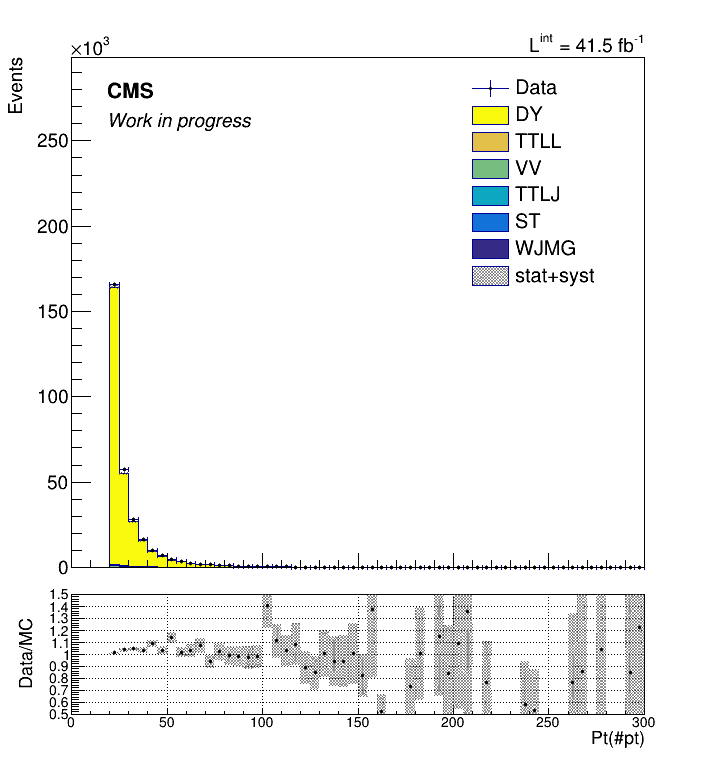 ×10³
L^int = 41.5 fb⁻¹
Events
CMS
Work in progress
Data
DY
TTLL
VV
TTLJ
ST
WJMG
stat+syst
250
200
150
100
50
0
Data/MC
1.5
1.4
1.3
1.2
1.1
1
0.9
0.8
0.7
0.6
0.5
0 50 100 150 200 250 300
Pt(#pt)